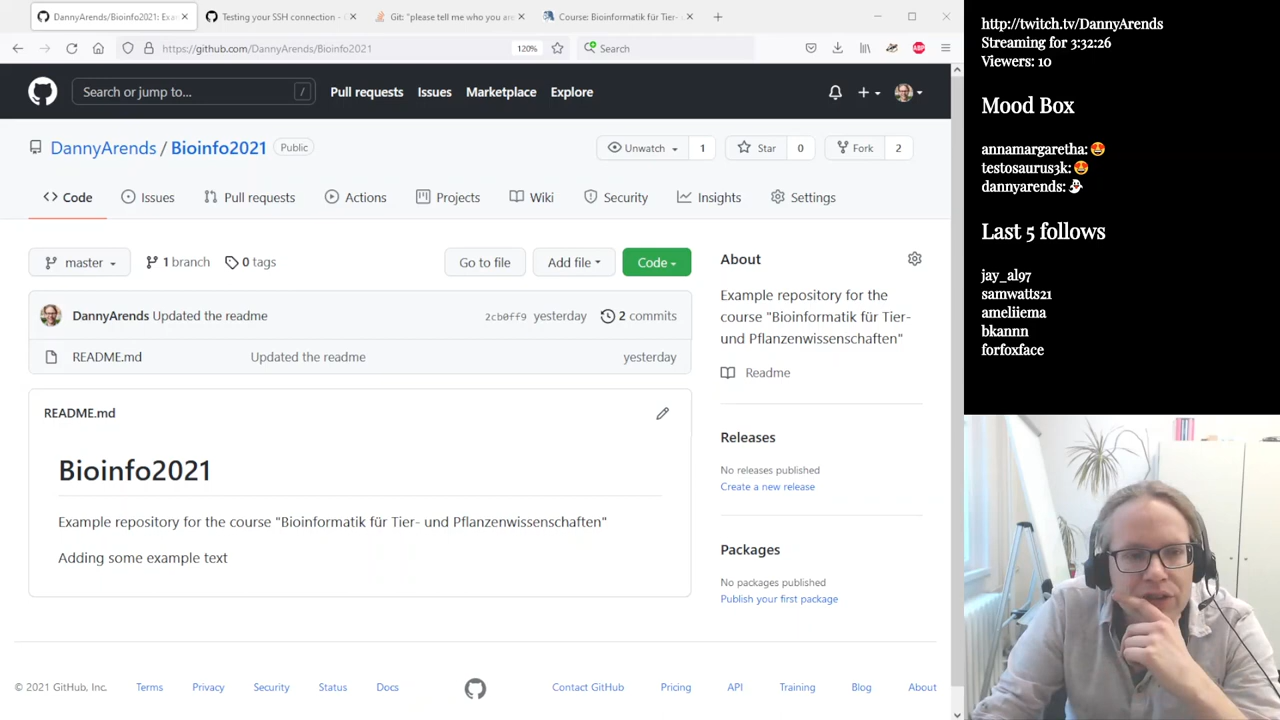 DannyArends/Bioinfo2021: Exa
Testing your SSH connection -
Git: "please tell me who you are
Course: Bioinformatik für Tier-
https://github.com/DannyArends/Bioinfo2021
120%
Search
ABP
Search or jump to...
/
Pull requests
Issues
Marketplace
Explore
DannyArends / Bioinfo2021
Public
Unwatch
1
Star
0
Fork
2
Code
Issues
Pull requests
Actions
Projects
Wiki
Security
Insights
Settings
master
1 branch
0 tags
Go to file
Add file
Code
DannyArends Updated the readme
2cb0ff9 yesterday
2 commits
README.md
Updated the readme
yesterday
README.md
Bioinfo2021
Example repository for the course "Bioinformatik für Tier- und Pflanzenwissenschaften"
Adding some example text
About
Example repository for the
course "Bioinformatik für Tier-
und Pflanzenwissenschaften"
Readme
Releases
No releases published
Create a new release
Packages
No packages published
Publish your first package
© 2021 GitHub, Inc.
Terms
Privacy
Security
Status
Docs
Contact GitHub
Pricing
API
Training
Blog
About
http://twitch.tv/DannyArends
Streaming for 3:32:26
Viewers: 10
Mood Box
annamargaretha: 😍
testosaurus3k: 😍
dannyarends: 👻
Last 5 follows
jay_al97
samwatts21
ameliiema
bkannn
forfoxface